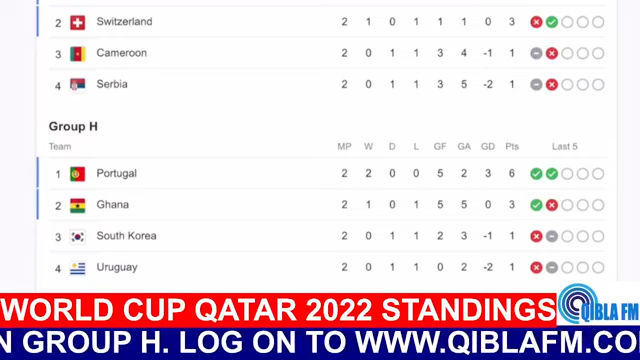 2 Switzerland 2 1 0 1 1 1 0 3
3 Cameroon 2 0 1 1 3 4 -1 1
4 Serbia 2 0 1 1 3 5 -2 1
Group H
Team MP W D L GF GA GD Pts Last 5
1 Portugal 2 2 0 0 5 2 3 6
2 Ghana 2 1 0 1 5 5 0 3
3 South Korea 2 0 1 1 2 3 -1 1
4 Uruguay 2 0 1 1 0 2 -2 1
WORLD CUP QATAR 2022 STANDINGS
QIBLA FM
N GROUP H. LOG ON TO WWW.QIBLAFM.CO